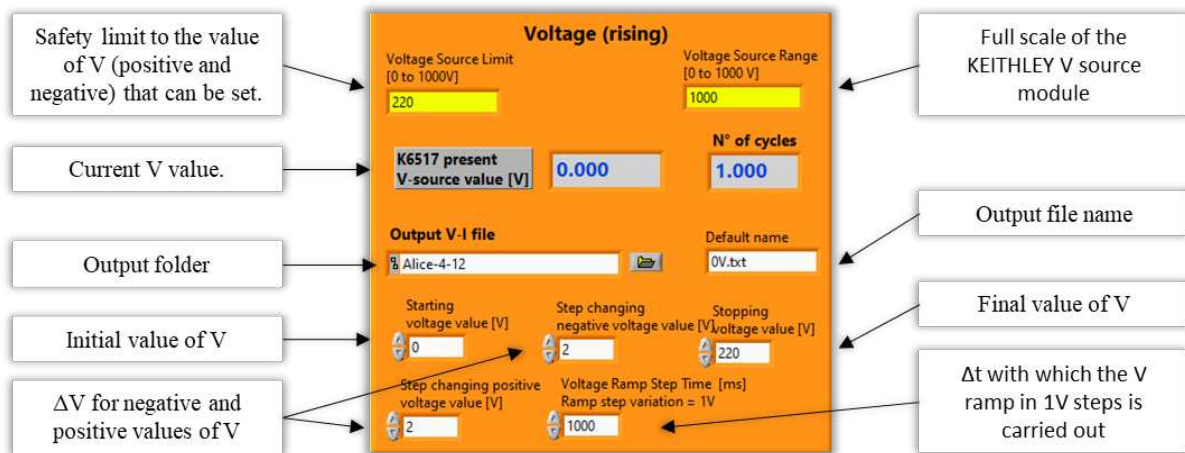 Safety limit to the value
of V (positive and
negative) that can be set.
Current V value.
Output folder
Initial value of V
ΔV for negative and
positive values of V
Voltage (rising)
Voltage Source Limit
[0 to 1000V]
220
Voltage Source Range
[0 to 1000 V]
1000
K6517 present
V-source value [V]
0.000
N° of cycles
1.000
Output V-I file
Alice-4-12
Default name
0V.txt
Starting
voltage value [V]
0
Step changing
negative voltage value [V]
2
Stopping
voltage value [V]
220
Step changing positive
voltage value [V]
2
Voltage Ramp Step Time [ms]
Ramp step variation = 1V
1000
Full scale of the
KEITHLEY V source
module
Output file name
Final value of V
Δt with which the V
ramp in 1V steps is
carried out